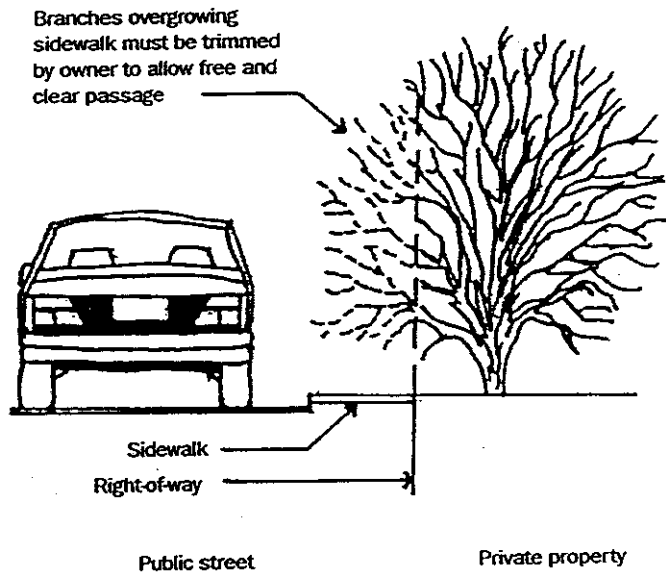 Branches overgrowing
sidewalk must be trimmed
by owner to allow free and
clear passage
Sidewalk
Right-of-way
Public street
Private property